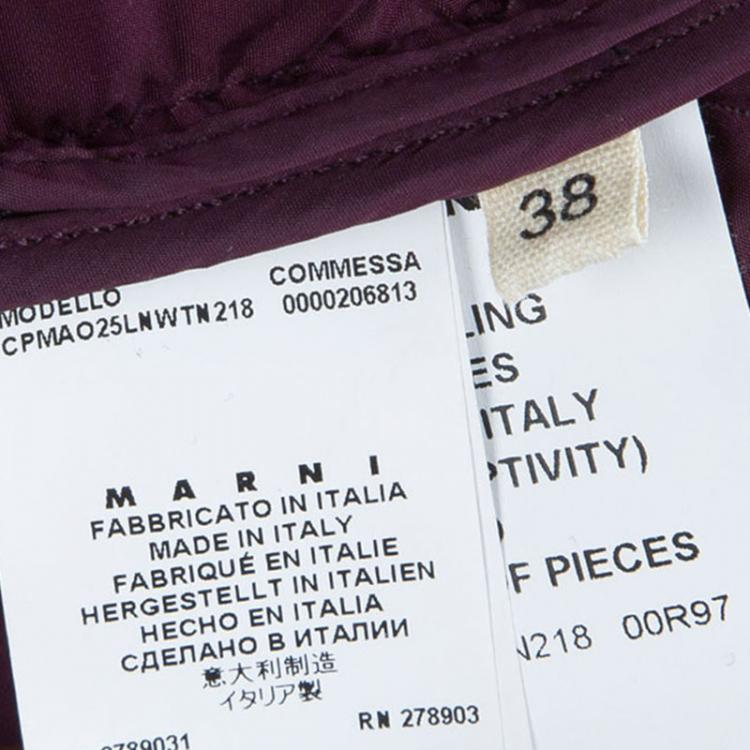 MODELLO COMMESSA
CPMAO25LNWTN218 0000206813
MARNI
FABBRICATO IN ITALIA
MADE IN ITALY
FABRIQUÉ EN ITALIE
HERGESTELLT IN ITALIEN
HECHO EN ITALIA
СДЕЛАНО В ИТАЛИИ
意大利制造
イタリア製
RN 278903
2789031
38
LING
ES
ITALY
PTIVITY)
F PIECES
N218 00R97